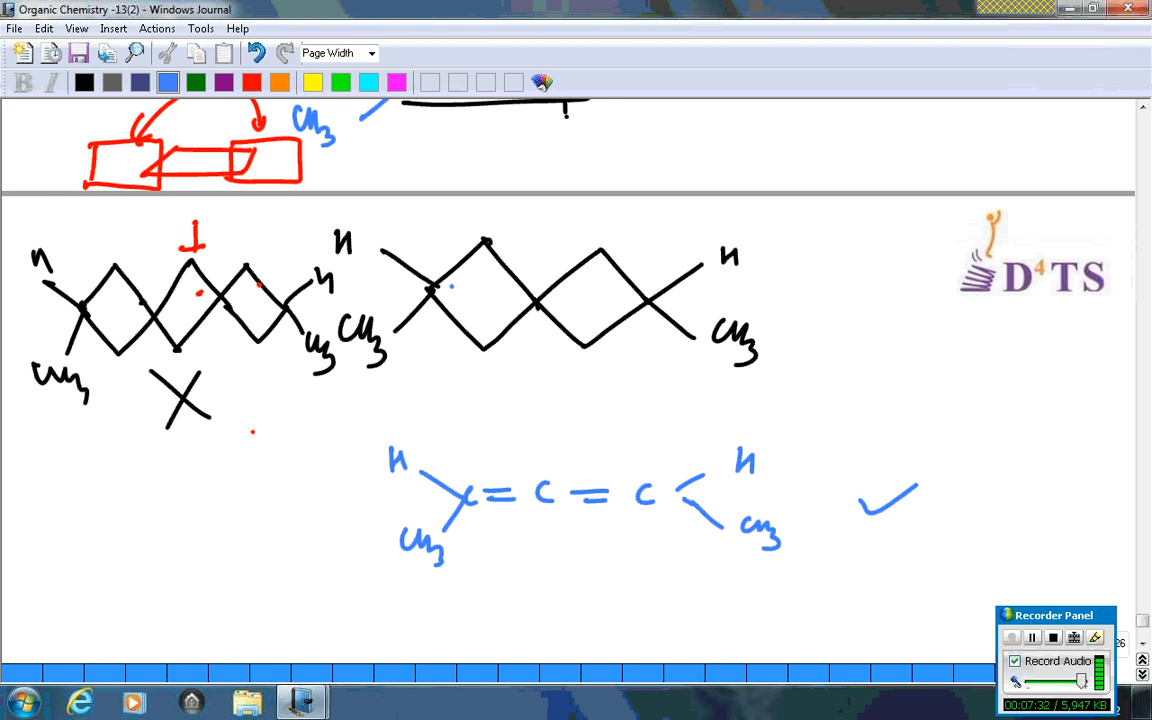 Organic Chemistry -13(2) - Windows Journal
File Edit View Insert Actions Tools Help
Page Width
B I
CH3
H H H H
CH3 CH3 CH3 CH3
D4TS
H H
C = C = C
CH3 CH3
Recorder Panel
26
Record Audio
00:07:32 / 5,947 KB